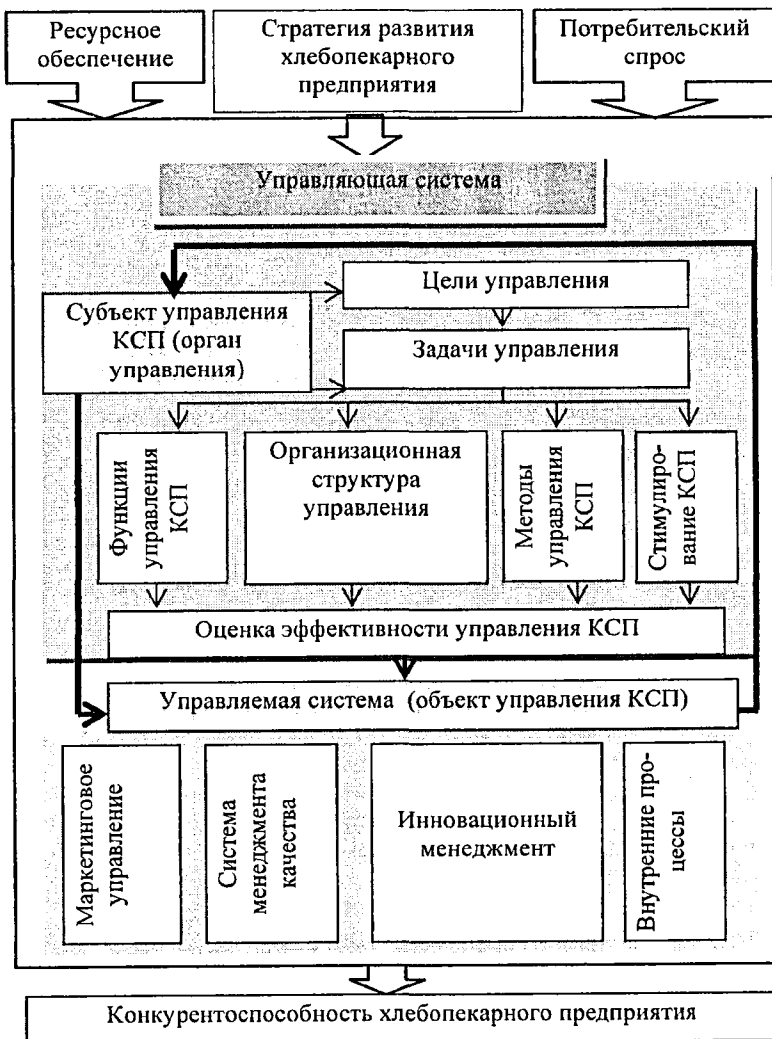 Ресурсное
обеспечение
Стратегия развития
хлебопекарного
предприятия
Потребительский
спрос
Управляющая система
Субъект управления
КСП (орган
управления)
Цели управления
Задачи управления
Функции
управления
КСП
Организационная
структура
управления
Методы
управления
КСП
Стимулиро-
вание КСП
Оценка эффективности управления КСП
Управляемая система (объект управления КСП)
Маркетинговое
управление
Система
менеджмента
качества
Инновационный
менеджмент
Внутренние про-
цессы
Конкурентоспособность хлебопекарного предприятия